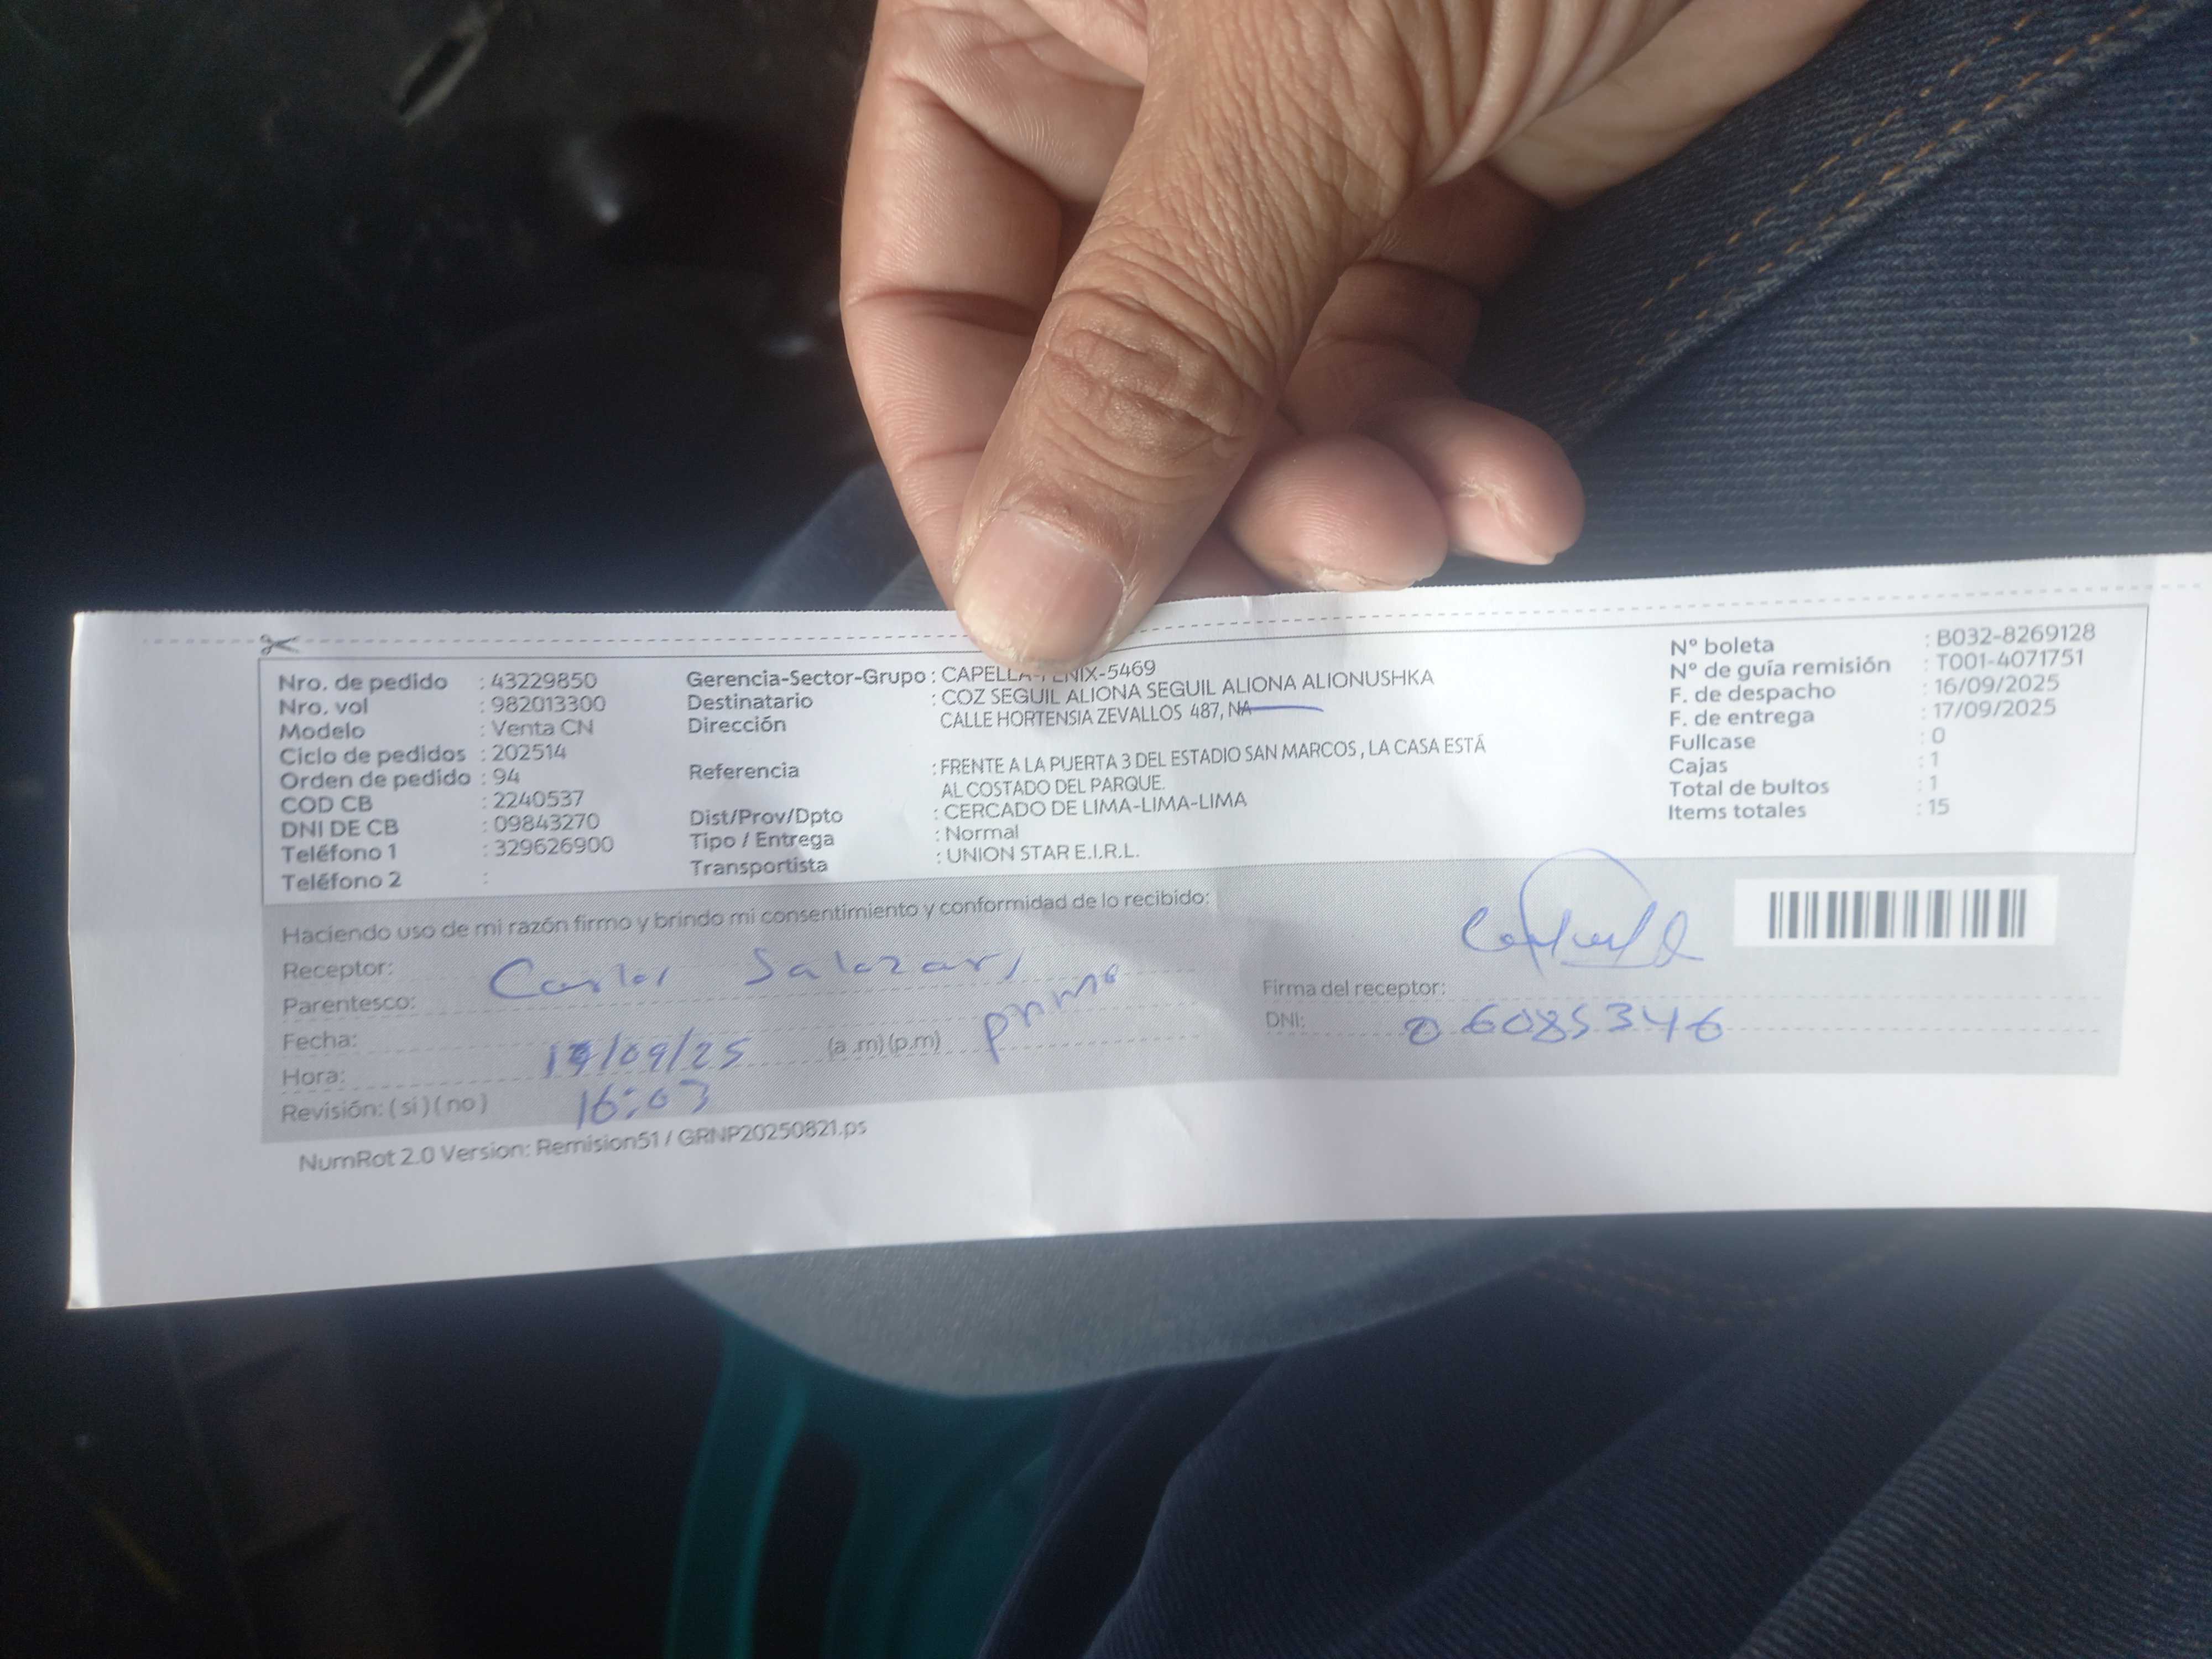 Nro. de pedido : 43229850
Nro. vol : 982013300
Modelo : Venta CN
Ciclo de pedidos : 202514
Orden de pedido : 94
COD CB : 2240537
DNI DE CB : 09843270
Teléfono 1 : 329626900
Teléfono 2 :
Gerencia-Sector-Grupo : CAPELLA-FENIX-5469
Destinatario : COZ SEGUIL ALIONA SEGUIL ALIONA ALIONUSHKA
Dirección CALLE HORTENSIA ZEVALLOS 487, NA
Referencia : FRENTE A LA PUERTA 3 DEL ESTADIO SAN MARCOS , LA CASA ESTÁ
AL COSTADO DEL PARQUE.
Dist/Prov/Dpto : CERCADO DE LIMA-LIMA-LIMA
Tipo / Entrega : Normal
Transportista : UNION STAR E.I.R.L.
N° boleta : B032-8269128
N° de guía remisión : T001-4071751
F. de despacho : 16/09/2025
F. de entrega : 17/09/2025
Fullcase : 0
Cajas : 1
Total de bultos : 1
Items totales : 15
Haciendo uso de mi razón firmo y brindo mi consentimiento y conformidad de lo recibido:
Receptor: Carlos Salazar
Parentesco: primo
Fecha: 17/09/25 (a .m) (p.m)
Hora: 16:03
Revisión: ( si ) ( no )
Firma del receptor:
DNI: 06085346
NumRot 2.0 Version: Remision51 / GRNP20250821.ps